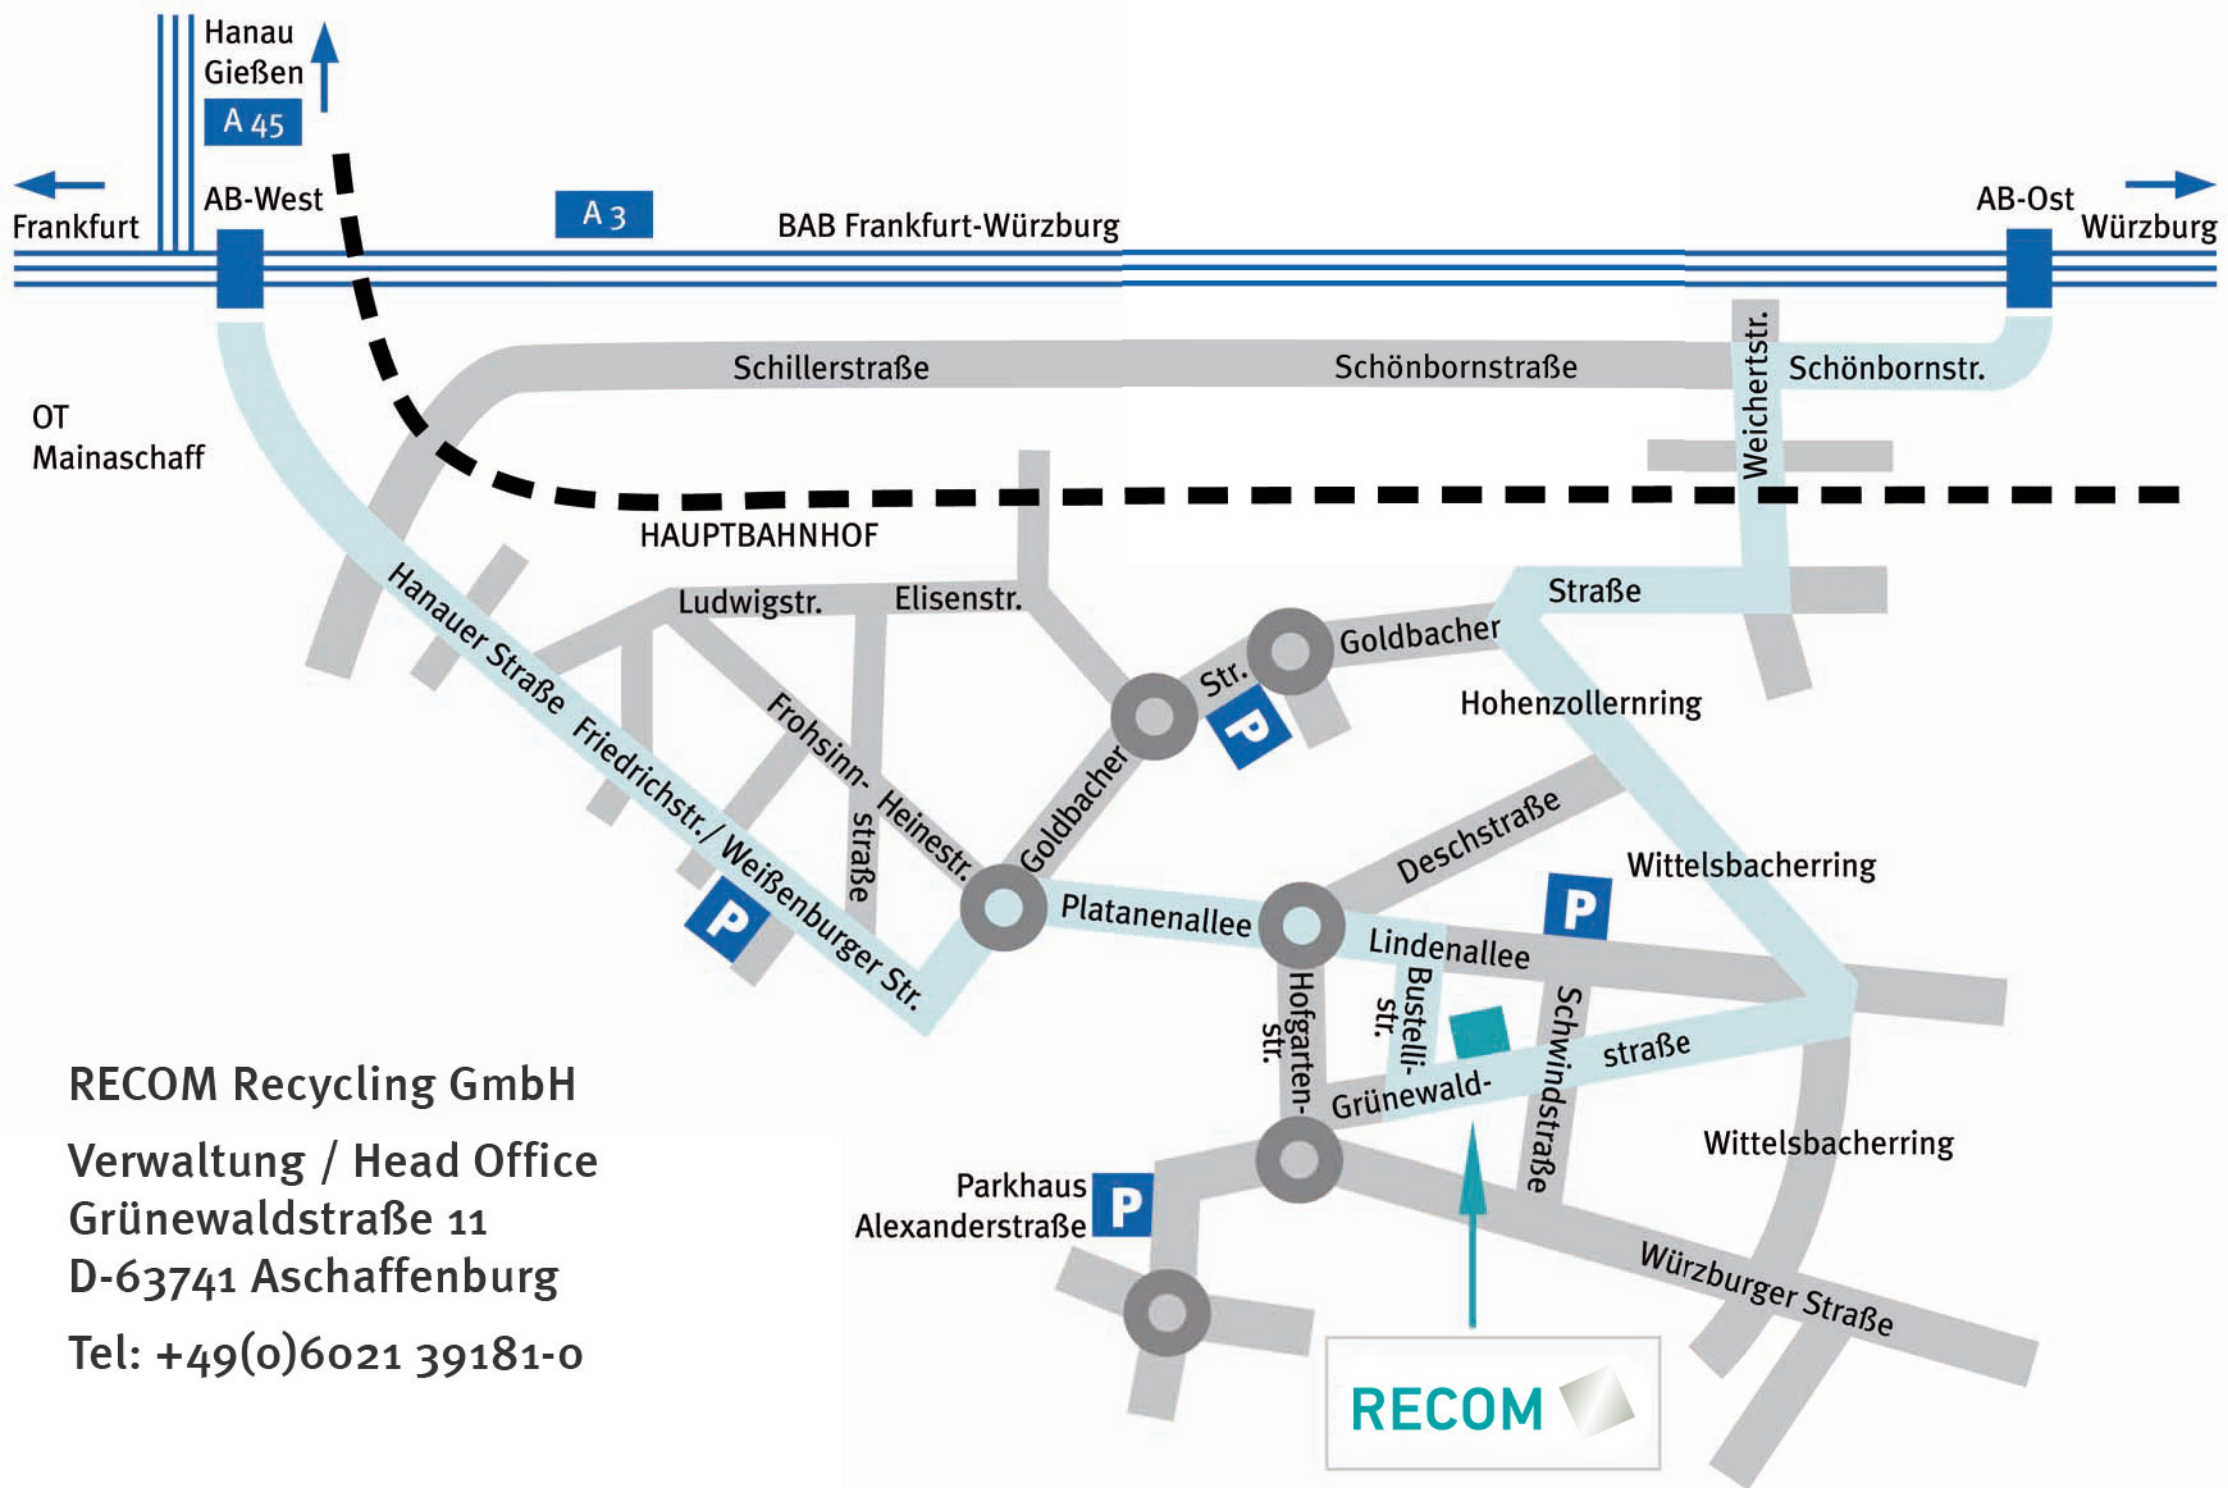 Hanau
Gießen
A 45
AB-West
Frankfurt
A 3
BAB Frankfurt-Würzburg
AB-Ost
Würzburg
Schillerstraße
Schönbornstraße
Weichertstr.
Schönbornstr.
OT
Mainaschaff
HAUPTBAHNHOF
Hanauer Straße
Ludwigstr.
Elisenstr.
Straße
Goldbacher
Str.
P
Hohenzollernring
Frohsinn-
straße
Heinestr.
Goldbacher
Friedrichstr./ Weißenburger Str.
P
Deschstraße
Wittelsbacherring
P
Platanenallee
Lindenallee
Hofgarten-
str.
Bustelli-
str.
Schwindstraße
Grünewald-
straße
Wittelsbacherring
Parkhaus
Alexanderstraße
P
Würzburger Straße
RECOM
RECOM Recycling GmbH
Verwaltung / Head Office
Grünewaldstraße 11
D-63741 Aschaffenburg
Tel: +49(0)6021 39181-0